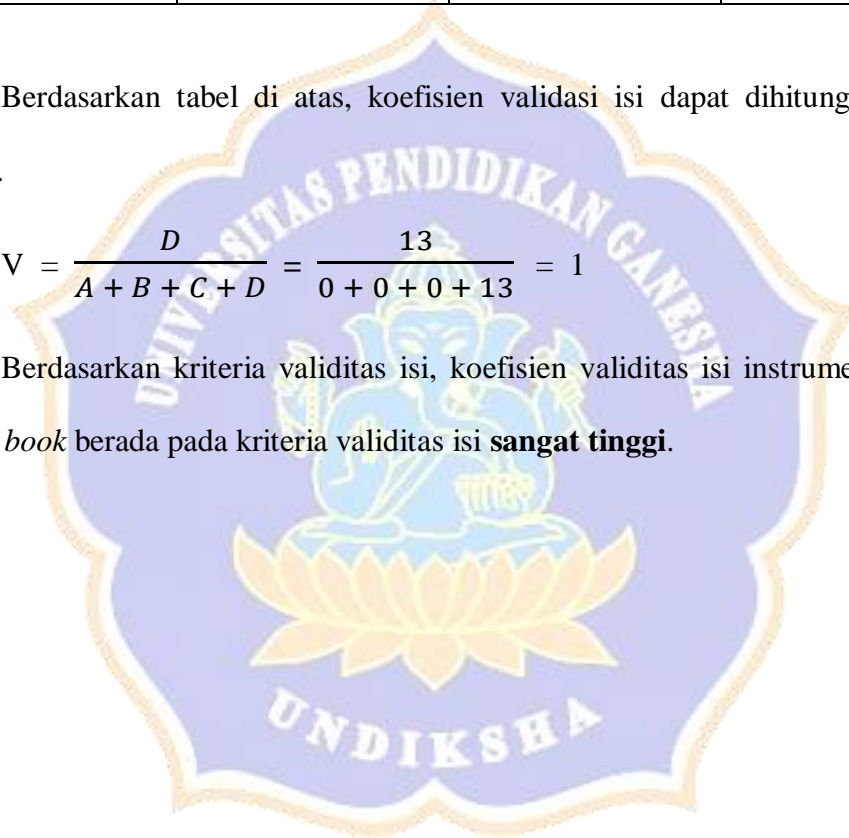 Berdasarkan tabel di atas, koefisien validasi isi dapat dihitung
.
V = D / A + B + C + D = 13 / 0 + 0 + 0 + 13 = 1
Berdasarkan kriteria validitas isi, koefisien validitas isi instrume
book berada pada kriteria validitas isi sangat tinggi.
UNIVERSITAS PENDIDIKAN GANESHA
UNDIKSHA